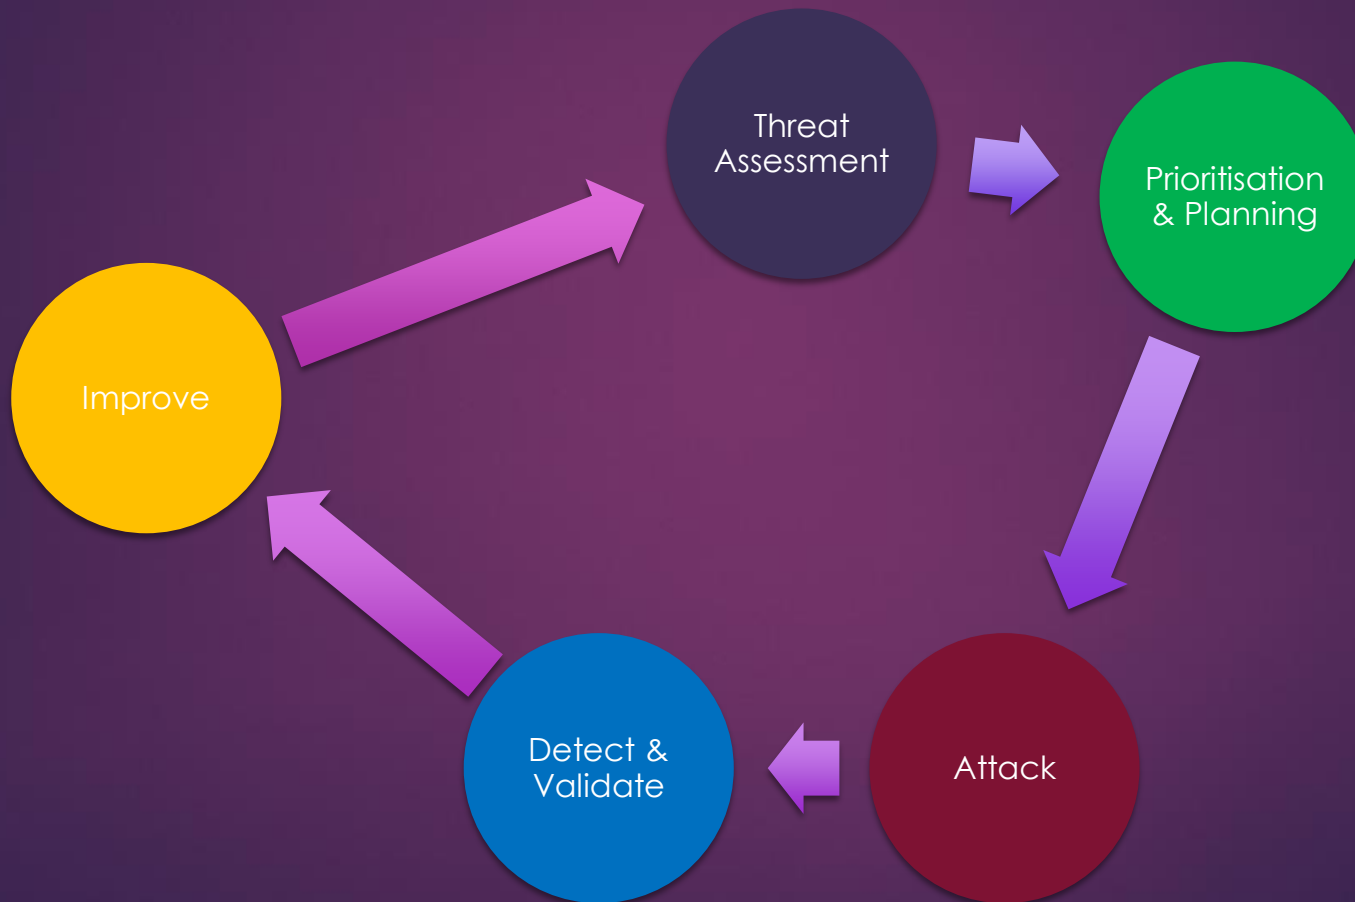 Threat
Assessment
Prioritisation
& Planning
Attack
Detect &
Validate
Improve